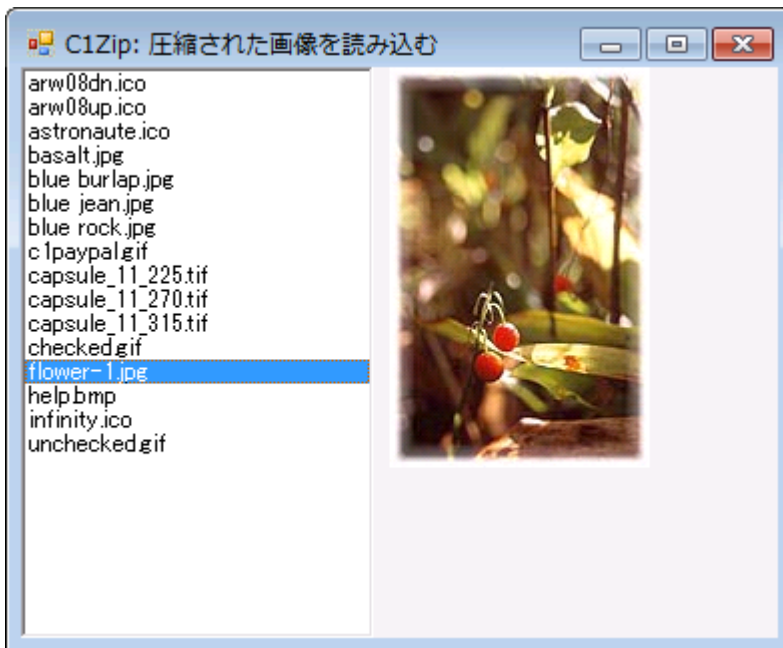 C1Zip: 圧縮された画像を読み込む
arw08dn.ico
arw08up.ico
astronaute.ico
basalt.jpg
blue burlap.jpg
blue jean.jpg
blue rock.jpg
c1paypal.gif
capsule_11_225.tif
capsule_11_270.tif
capsule_11_315.tif
checked.gif
flower-1.jpg
help.bmp
infinity.ico
unchecked.gif